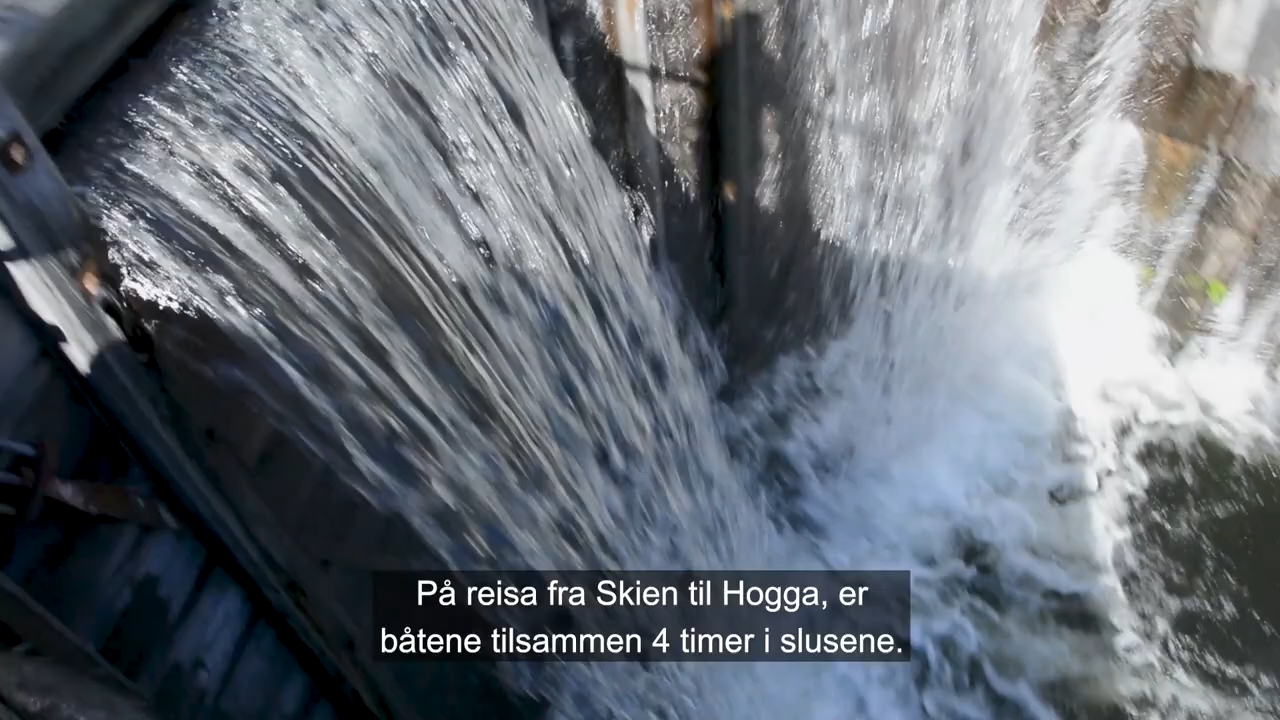 På reisa fra Skien til Hogga, er
båtene tilsammen 4 timer i slusene.